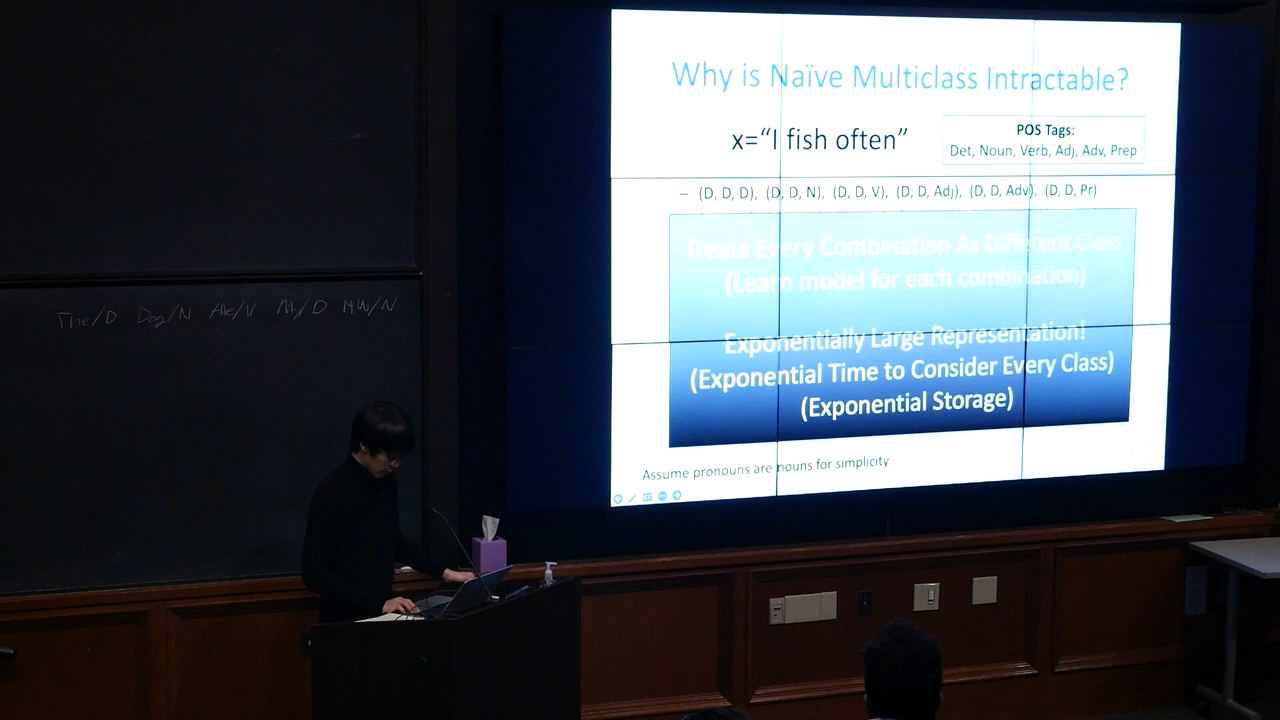 Why is Naïve Multiclass Intractable?
x=“I fish often”
POS Tags:
Det, Noun, Verb, Adj, Adv, Prep
– (D, D, D), (D, D, N), (D, D, V), (D, D, Adj), (D, D, Adv), (D, D, Pr)
Treats Every Combination As Different Class
(Learn model for each combination)
Exponentially Large Representation!
(Exponential Time to Consider Every Class)
(Exponential Storage)
Assume pronouns are nouns for simplicity
The/D Dog/N Ate/V My/D HW/N